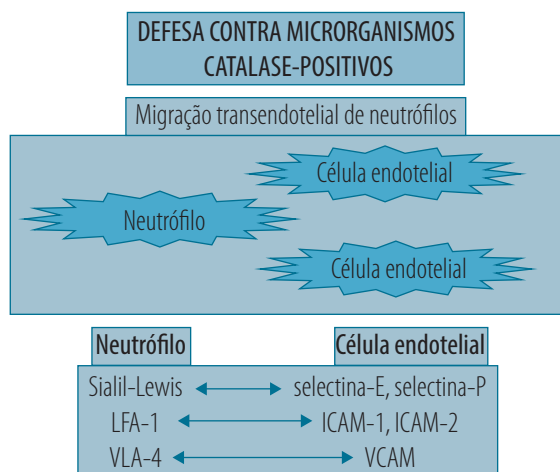 DEFESA CONTRA MICRORGANISMOS
CATALASE-POSITIVOS
Migração transendotelial de neutrófilos
Célula endotelial
Neutrófilo
Célula endotelial
Neutrófilo Célula endotelial
Sialil-Lewis selectina-E, selectina-P
LFA-1 ICAM-1, ICAM-2
VLA-4 VCAM